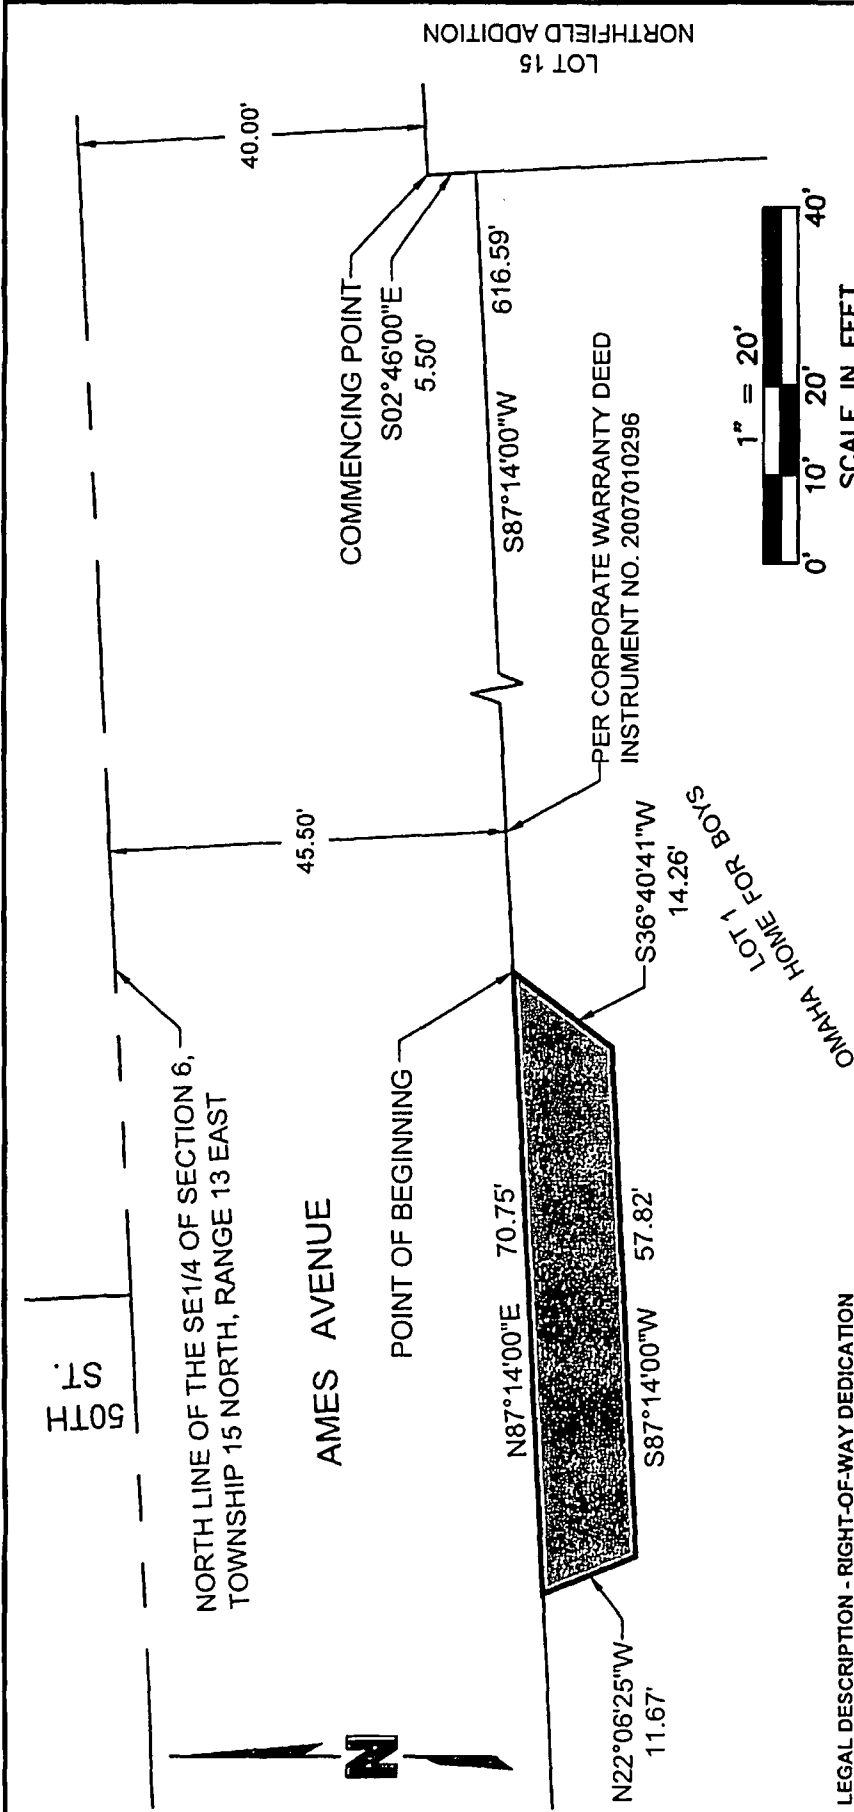 LOT 15
NORTHFIELD ADDITION
40.00'
COMMENCING POINT
S02°46'00"E
5.50'
616.59'
S87°14'00"W
PER CORPORATE WARRANTY DEED
INSTRUMENT NO. 2007010296
1" = 20'
0' 10' 20' 40'
SCALE IN FEET
45.50'
S36°40'41"W
14.26'
LOT 1
OMAHA HOME FOR BOYS
50TH
ST.
NORTH LINE OF THE SE1/4 OF SECTION 6,
TOWNSHIP 15 NORTH, RANGE 13 EAST
AMES AVENUE
POINT OF BEGINNING
N87°14'00"E 70.75'
S87°14'00"W 57.82'
N22°06'25"W
11.67'
N
LEGAL DESCRIPTION - RIGHT-OF-WAY DEDICATION